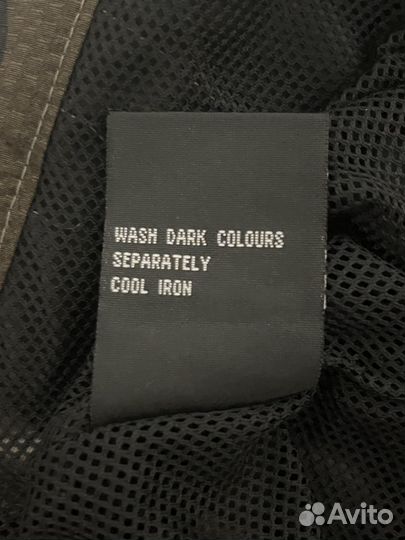 WASH DARK COLOURS
SEPARATELY
COOL IRON
Avito